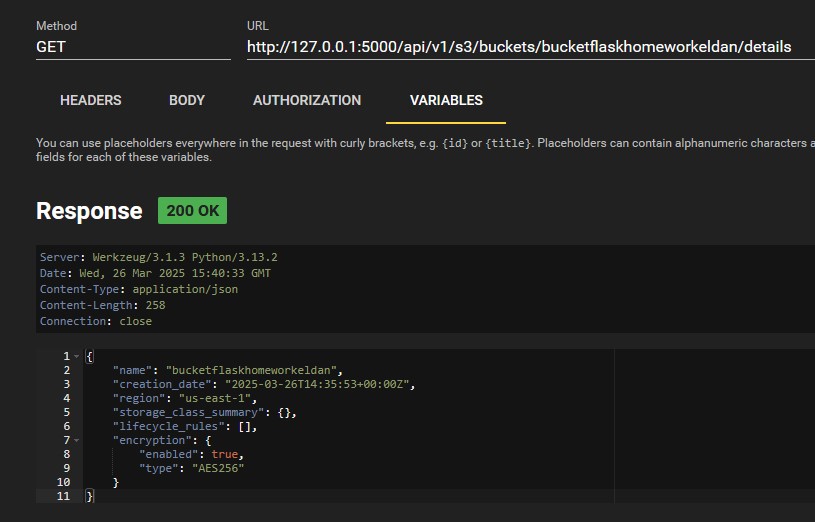 Method
URL
GET
http://127.0.0.1:5000/api/v1/s3/buckets/bucketflaskhomeworkeldan/details
HEADERS BODY AUTHORIZATION VARIABLES
You can use placeholders everywhere in the request with curly brackets, e.g. {id} or {title}. Placeholders can contain alphanumeric characters a
fields for each of these variables.
Response 200 OK
Server: Werkzeug/3.1.3 Python/3.13.2
Date: Wed, 26 Mar 2025 15:40:33 GMT
Content-Type: application/json
Content-Length: 258
Connection: close
1 {
2     "name": "bucketflaskhomeworkeldan",
3     "creation_date": "2025-03-26T14:35:53+00:00Z",
4     "region": "us-east-1",
5     "storage_class_summary": {},
6     "lifecycle_rules": [],
7     "encryption": {
8         "enabled": true,
9         "type": "AES256"
10     }
11 }